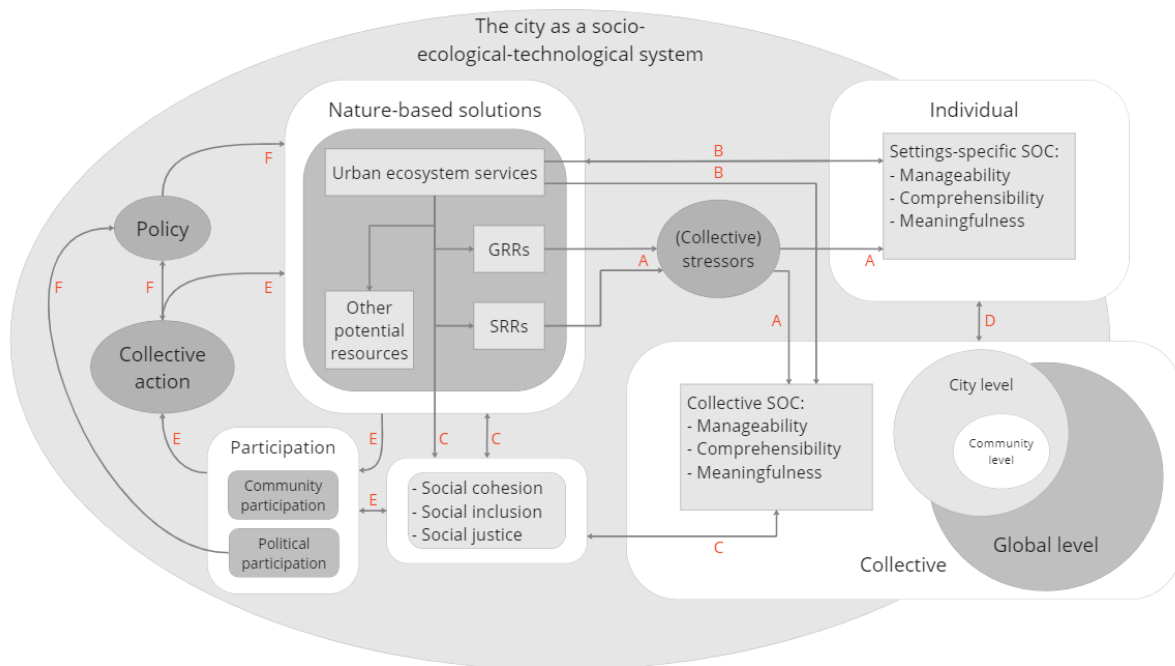 The city as a socio-
ecological-technological system
Nature-based solutions
Urban ecosystem services
GRRs
SRRs
Other
potential
resources
Individual
Settings-specific SOC:
- Manageability
- Comprehensibility
- Meaningfulness
(Collective)
stressors
Policy
Collective
action
Participation
Community
participation
Political
participation
- Social cohesion
- Social inclusion
- Social justice
Collective SOC:
- Manageability
- Comprehensibility
- Meaningfulness
City level
Community
level
Global level
Collective
F
F
F
E
E
E
E
C
C
C
B
B
A
A
A
D